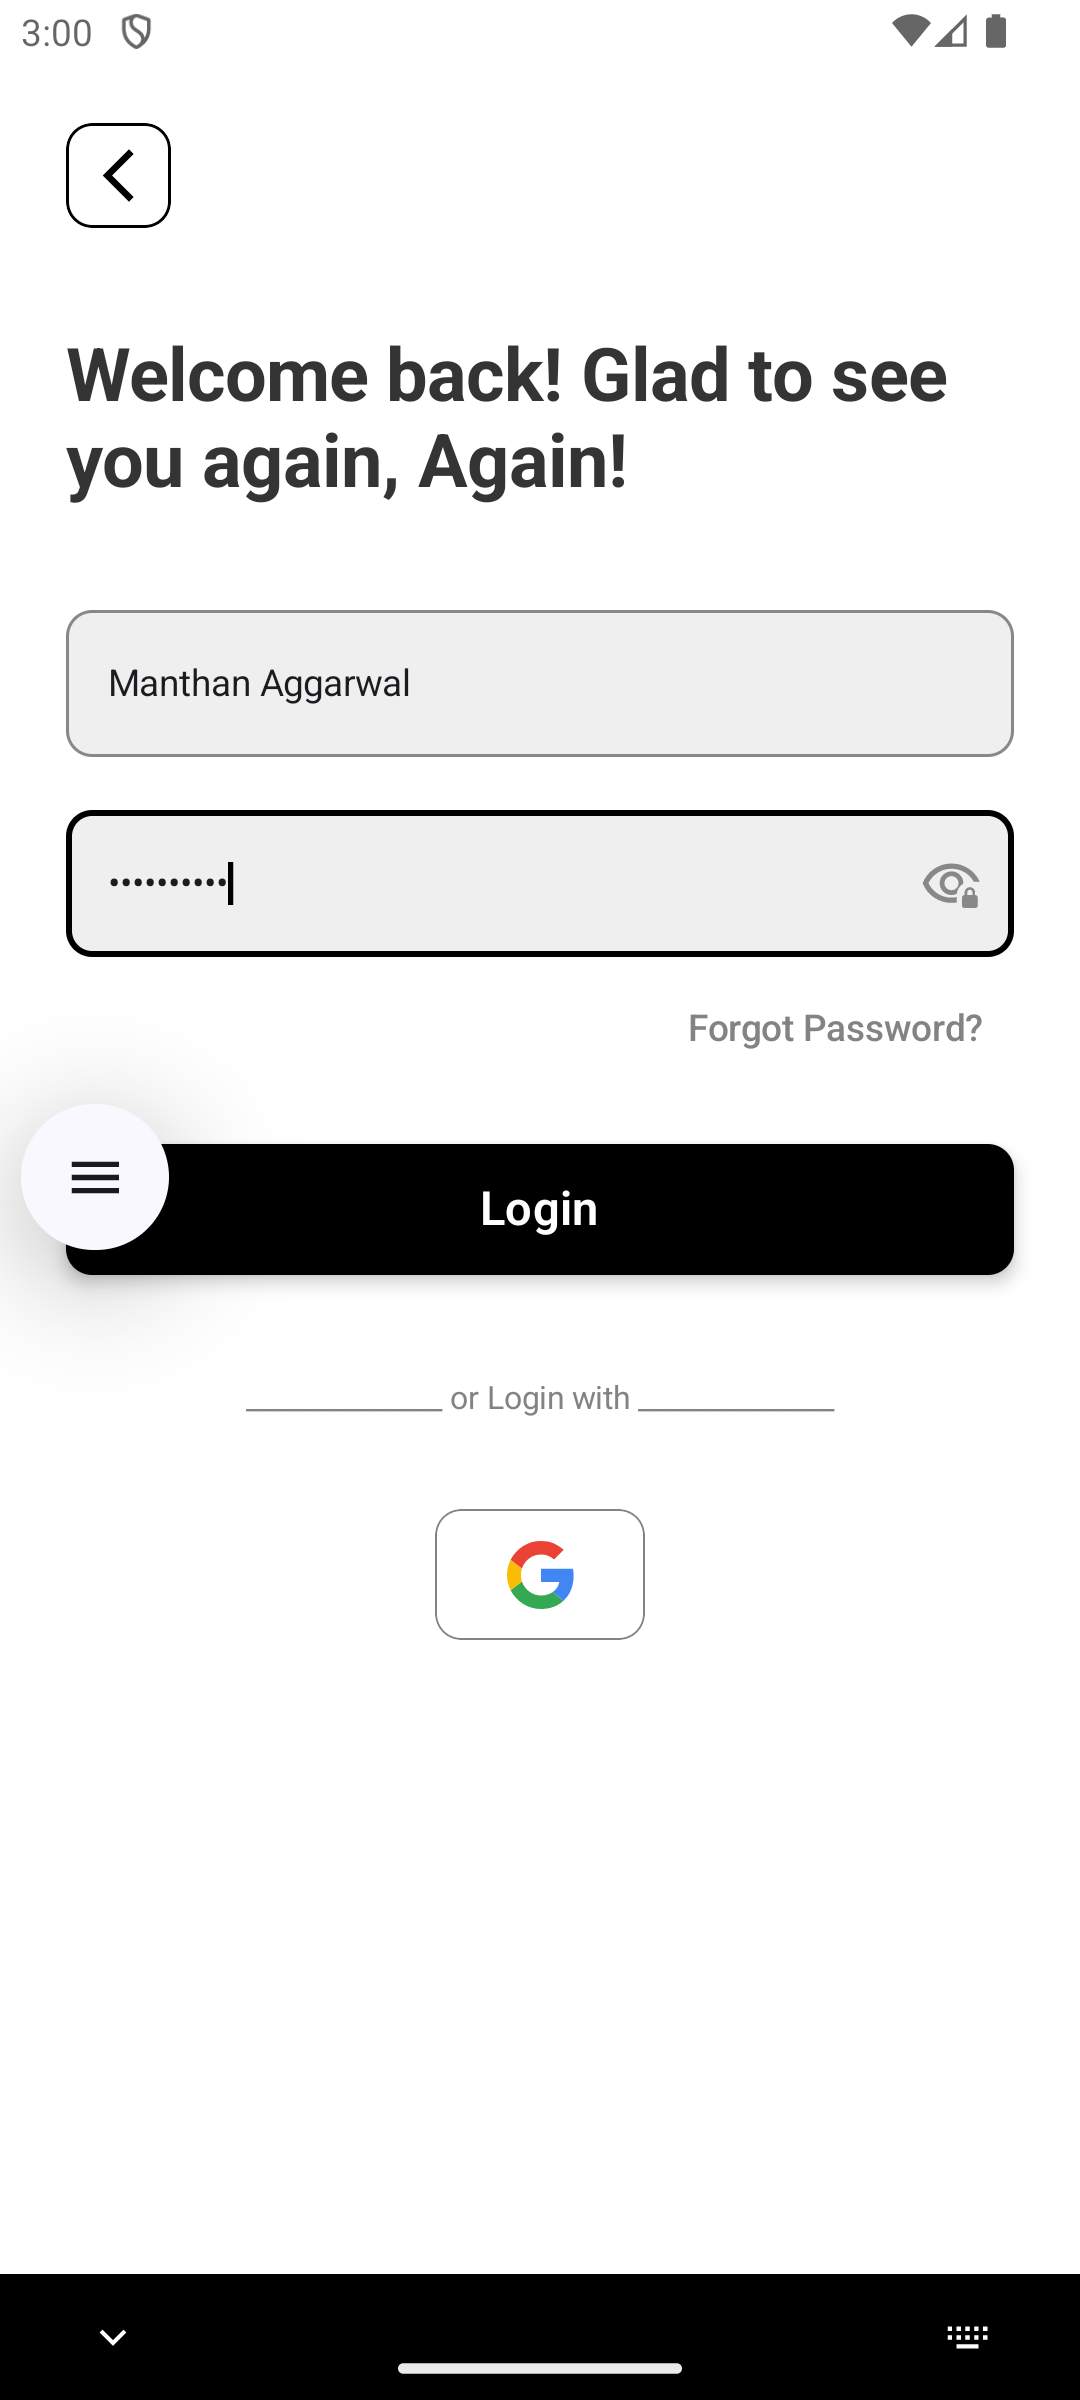 3:00
Welcome back! Glad to see
you again, Again!
Manthan Aggarwal
••••••••••
Forgot Password?
Login
or Login with